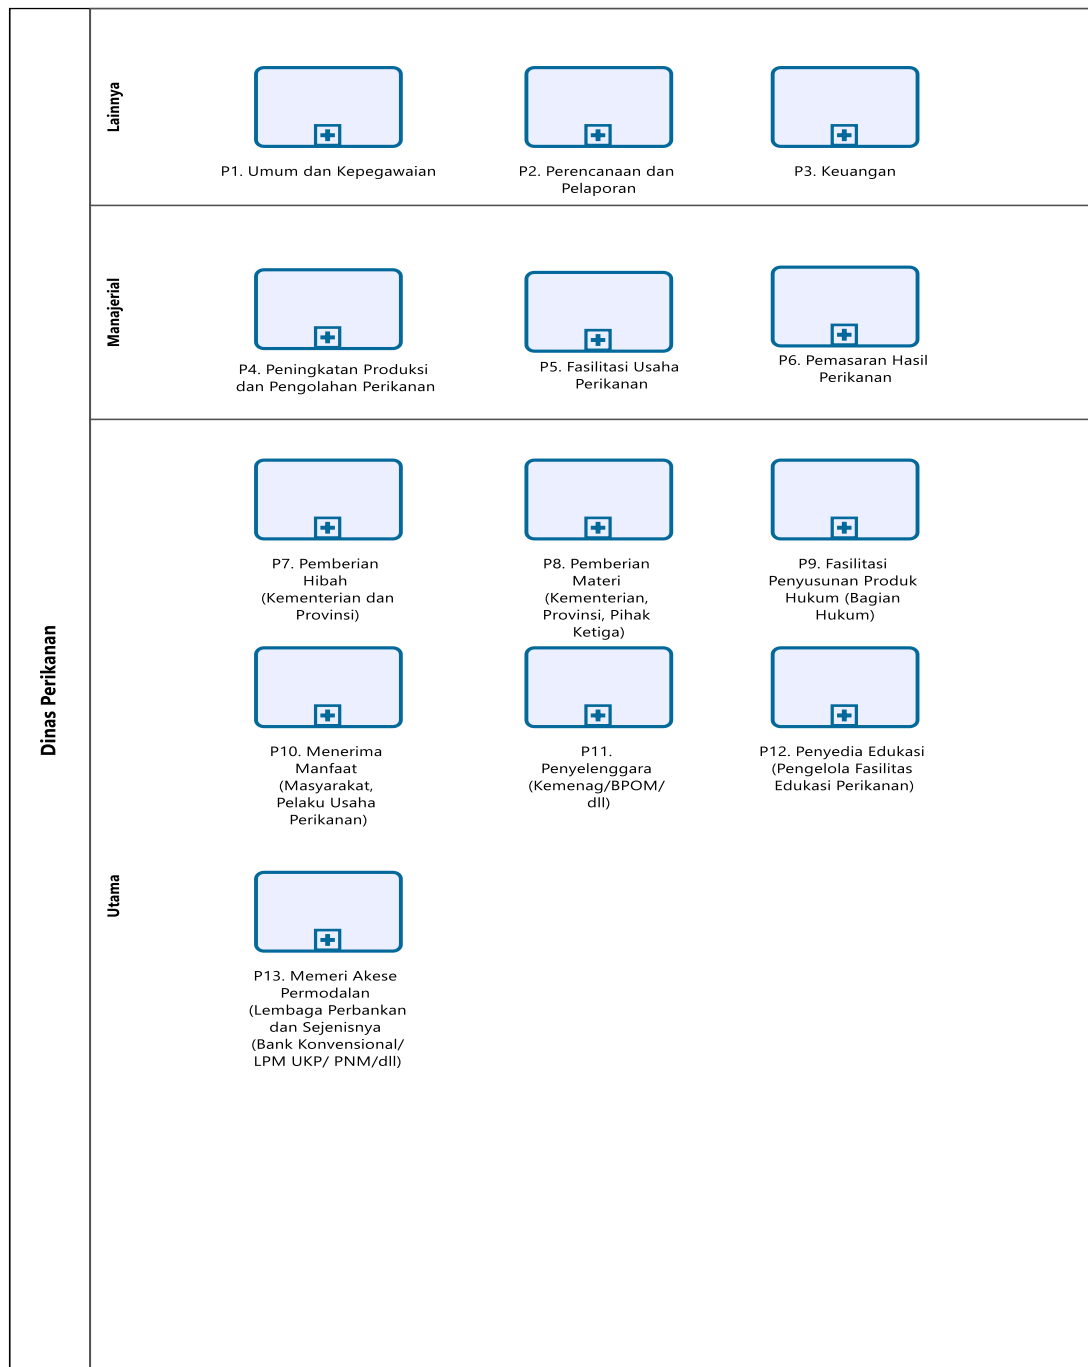 Dinas Perikanan
Lainnya
P1. Umum dan Kepegawaian
P2. Perencanaan dan
Pelaporan
P3. Keuangan
Manajerial
P4. Peningkatan Produksi
dan Pengolahan Perikanan
P5. Fasilitasi Usaha
Perikanan
P6. Pemasaran Hasil
Perikanan
Utama
P7. Pemberian
Hibah
(Kementerian dan
Provinsi)
P8. Pemberian
Materi
(Kementerian,
Provinsi, Pihak
Ketiga)
P9. Fasilitasi
Penyusunan Produk
Hukum (Bagian
Hukum)
P10. Menerima
Manfaat
(Masyarakat,
Pelaku Usaha
Perikanan)
P11.
Penyelenggara
(Kemenag/BPOM/
dll)
P12. Penyedia Edukasi
(Pengelola Fasilitas
Edukasi Perikanan)
P13. Memeri Akese
Permodalan
(Lembaga Perbankan
dan Sejenisnya
(Bank Konvensional/
LPM UKP/ PNM/dll)